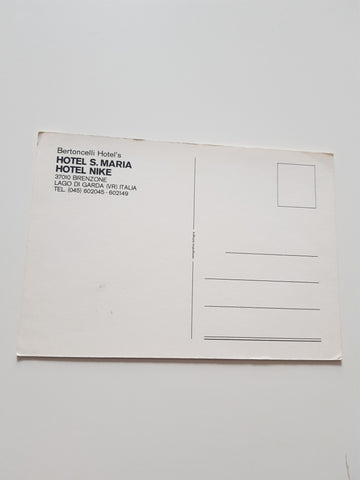 Bertoncelli Hotel's
HOTEL S. MARIA
HOTEL NIKE
37010 BRENZONE
LAGO DI GARDA (VR) ITALIA
TEL. (045) 602045 - 602149